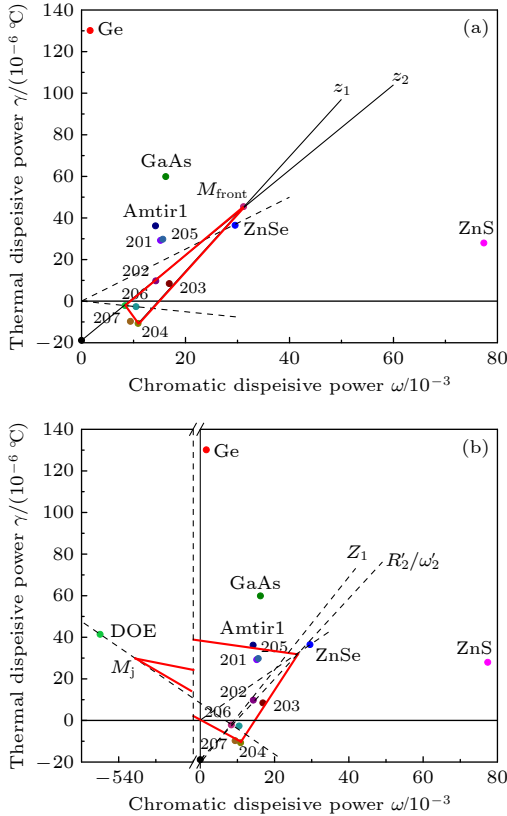 (a)
Thermal dispeisive power γ/(10⁻⁶ ℃)
140
120
100
80
60
40
20
0
−20
Ge
z₁
z₂
GaAs
M_front
Amtir1
ZnSe
ZnS
201
205
202
203
206
207
204
0
20
40
60
80
Chromatic dispeisive power ω/10⁻³
(b)
Thermal dispeisive power γ/(10⁻⁶ ℃)
140
120
100
80
60
40
20
0
−20
Ge
Z₁
R′₂/ω′₂
GaAs
DOE
Amtir1
205
ZnSe
ZnS
M_j
201
202
203
206
207
204
−540
0
20
40
60
80
Chromatic dispeisive power ω/10⁻³